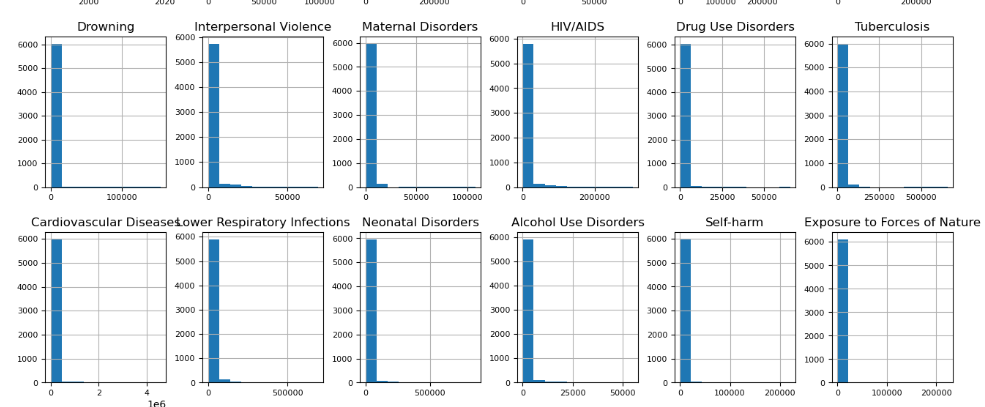 2000 2020 0 50000 100000 0 200000 0 50000 0 100000 200000 0 200000
Drowning Interpersonal Violence Maternal Disorders HIV/AIDS Drug Use Disorders Tuberculosis
6000 6000 6000 6000 6000 6000
5000 5000 5000 5000 5000 5000
4000 4000 4000 4000 4000 4000
3000 3000 3000 3000 3000 3000
2000 2000 2000 2000 2000 2000
1000 1000 1000 1000 1000 1000
0 0 0 0 0 0
0 100000 0 50000 0 50000 100000 0 200000 0 25000 50000 0 250000 500000
Cardiovascular Diseases Lower Respiratory Infections Neonatal Disorders Alcohol Use Disorders Self-harm Exposure to Forces of Nature
6000 6000 6000 6000 6000 6000
5000 5000 5000 5000 5000 5000
4000 4000 4000 4000 4000 4000
3000 3000 3000 3000 3000 3000
2000 2000 2000 2000 2000 2000
1000 1000 1000 1000 1000 1000
0 0 0 0 0 0
0 2 4 0 500000 0 500000 0 25000 50000 0 100000 200000 0 100000 200000
1e6